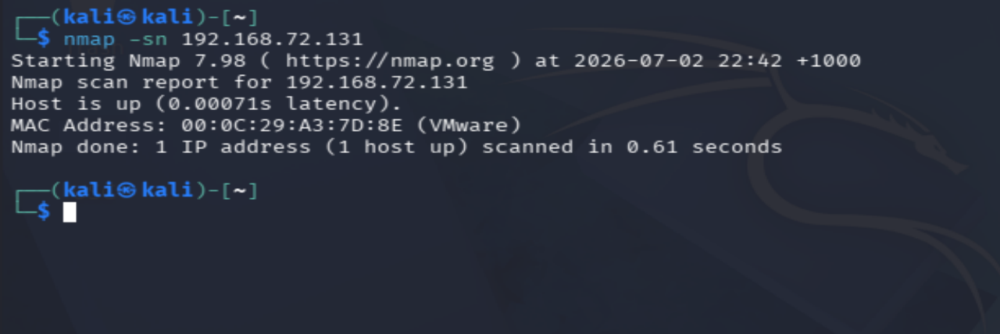 ┌──(kali㉿kali)-[~]
└─$ nmap -sn 192.168.72.131
Starting Nmap 7.98 ( https://nmap.org ) at 2026-07-02 22:42 +1000
Nmap scan report for 192.168.72.131
Host is up (0.00071s latency).
MAC Address: 00:0C:29:A3:7D:8E (VMware)
Nmap done: 1 IP address (1 host up) scanned in 0.61 seconds
┌──(kali㉿kali)-[~]
└─$